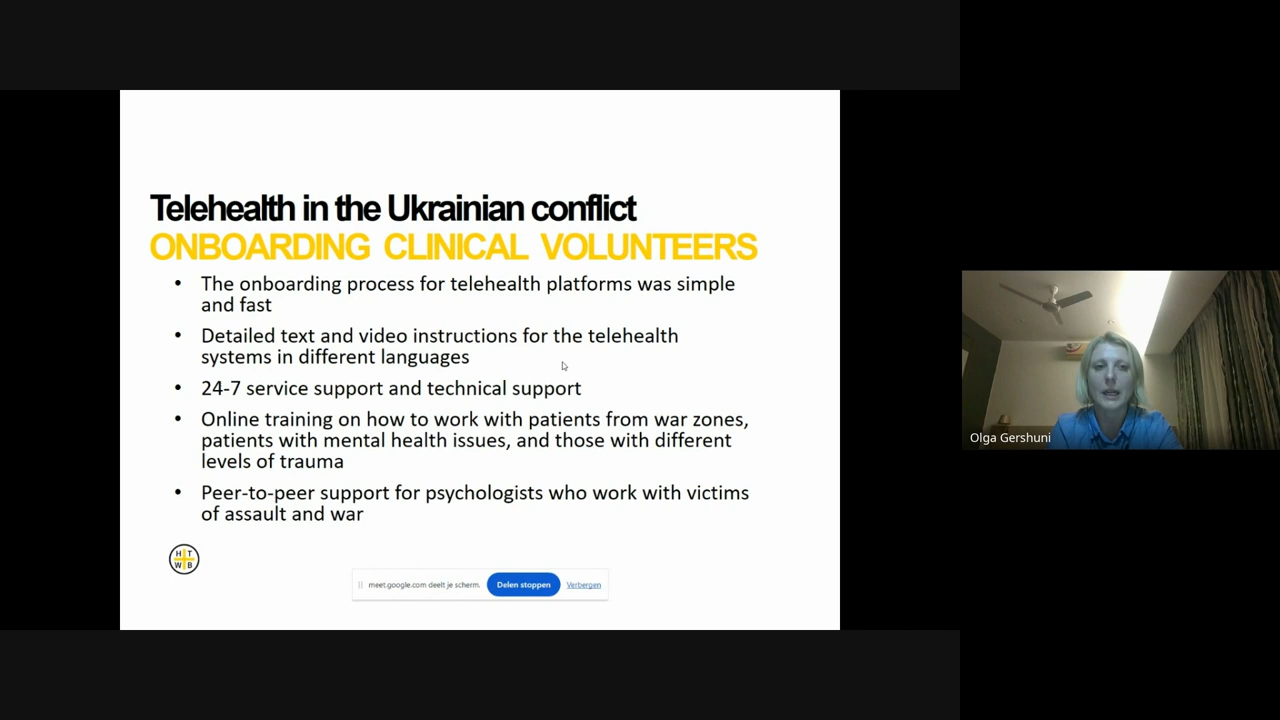 Telehealth in the Ukrainian conflict
ONBOARDING CLINICAL VOLUNTEERS
• The onboarding process for telehealth platforms was simple
and fast
• Detailed text and video instructions for the telehealth
systems in different languages
• 24-7 service support and technical support
• Online training on how to work with patients from war zones,
patients with mental health issues, and those with different
levels of trauma
• Peer-to-peer support for psychologists who work with victims
of assault and war
H T
W B
meet.google.com deelt je scherm. Delen stoppen Verbergen
Olga Gershuni